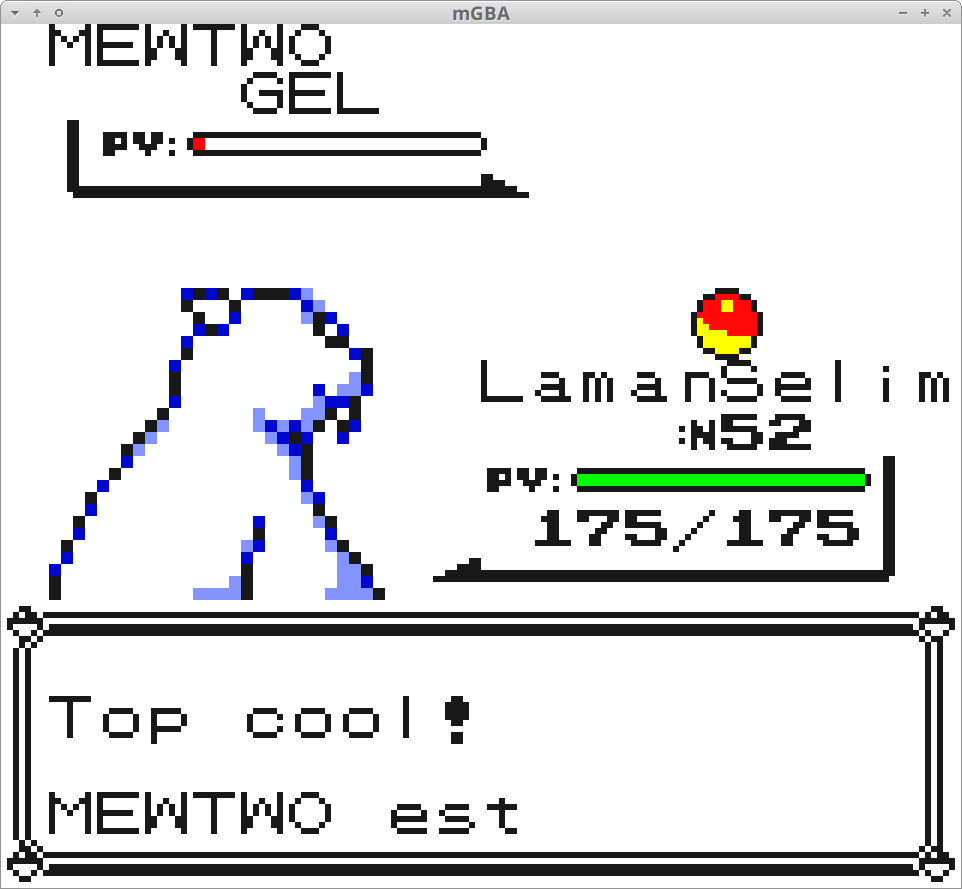 mGBA
MEWTWO
GEL
PV:
LamanSelim
:N52
PV:
175/175
Top cool!
MEWTWO est